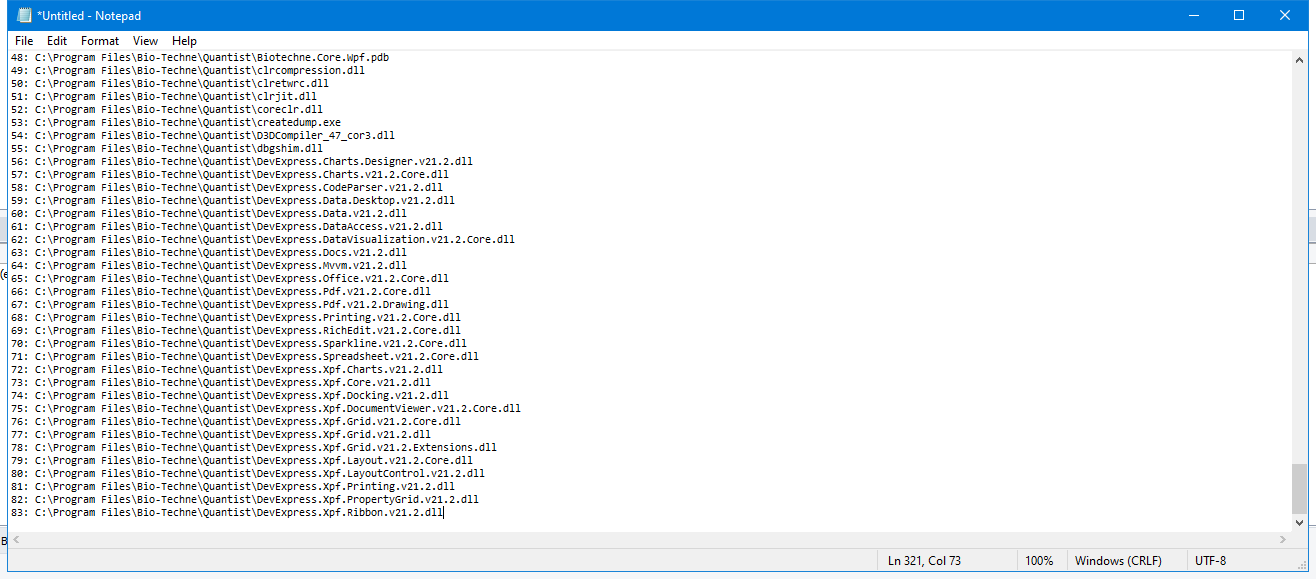 *Untitled - Notepad
File Edit Format View Help
48: C:\Program Files\Bio-Techne\Quantist\Biotechne.Core.Wpf.pdb
49: C:\Program Files\Bio-Techne\Quantist\clrcompression.dll
50: C:\Program Files\Bio-Techne\Quantist\clretwrc.dll
51: C:\Program Files\Bio-Techne\Quantist\clrjit.dll
52: C:\Program Files\Bio-Techne\Quantist\coreclr.dll
53: C:\Program Files\Bio-Techne\Quantist\createdump.exe
54: C:\Program Files\Bio-Techne\Quantist\D3DCompiler_47_cor3.dll
55: C:\Program Files\Bio-Techne\Quantist\dbgshim.dll
56: C:\Program Files\Bio-Techne\Quantist\DevExpress.Charts.Designer.v21.2.dll
57: C:\Program Files\Bio-Techne\Quantist\DevExpress.Charts.v21.2.Core.dll
58: C:\Program Files\Bio-Techne\Quantist\DevExpress.CodeParser.v21.2.dll
59: C:\Program Files\Bio-Techne\Quantist\DevExpress.Data.Desktop.v21.2.dll
60: C:\Program Files\Bio-Techne\Quantist\DevExpress.Data.v21.2.dll
61: C:\Program Files\Bio-Techne\Quantist\DevExpress.DataAccess.v21.2.dll
62: C:\Program Files\Bio-Techne\Quantist\DevExpress.DataVisualization.v21.2.Core.dll
63: C:\Program Files\Bio-Techne\Quantist\DevExpress.Docs.v21.2.dll
64: C:\Program Files\Bio-Techne\Quantist\DevExpress.Mvvm.v21.2.dll
65: C:\Program Files\Bio-Techne\Quantist\DevExpress.Office.v21.2.Core.dll
66: C:\Program Files\Bio-Techne\Quantist\DevExpress.Pdf.v21.2.Core.dll
67: C:\Program Files\Bio-Techne\Quantist\DevExpress.Pdf.v21.2.Drawing.dll
68: C:\Program Files\Bio-Techne\Quantist\DevExpress.Printing.v21.2.Core.dll
69: C:\Program Files\Bio-Techne\Quantist\DevExpress.RichEdit.v21.2.Core.dll
70: C:\Program Files\Bio-Techne\Quantist\DevExpress.Sparkline.v21.2.Core.dll
71: C:\Program Files\Bio-Techne\Quantist\DevExpress.Spreadsheet.v21.2.Core.dll
72: C:\Program Files\Bio-Techne\Quantist\DevExpress.Xpf.Charts.v21.2.dll
73: C:\Program Files\Bio-Techne\Quantist\DevExpress.Xpf.Core.v21.2.dll
74: C:\Program Files\Bio-Techne\Quantist\DevExpress.Xpf.Docking.v21.2.dll
75: C:\Program Files\Bio-Techne\Quantist\DevExpress.Xpf.DocumentViewer.v21.2.Core.dll
76: C:\Program Files\Bio-Techne\Quantist\DevExpress.Xpf.Grid.v21.2.Core.dll
77: C:\Program Files\Bio-Techne\Quantist\DevExpress.Xpf.Grid.v21.2.dll
78: C:\Program Files\Bio-Techne\Quantist\DevExpress.Xpf.Grid.v21.2.Extensions.dll
79: C:\Program Files\Bio-Techne\Quantist\DevExpress.Xpf.Layout.v21.2.Core.dll
80: C:\Program Files\Bio-Techne\Quantist\DevExpress.Xpf.LayoutControl.v21.2.dll
81: C:\Program Files\Bio-Techne\Quantist\DevExpress.Xpf.Printing.v21.2.dll
82: C:\Program Files\Bio-Techne\Quantist\DevExpress.Xpf.PropertyGrid.v21.2.dll
83: C:\Program Files\Bio-Techne\Quantist\DevExpress.Xpf.Ribbon.v21.2.dll
Ln 321, Col 73 100% Windows (CRLF) UTF-8